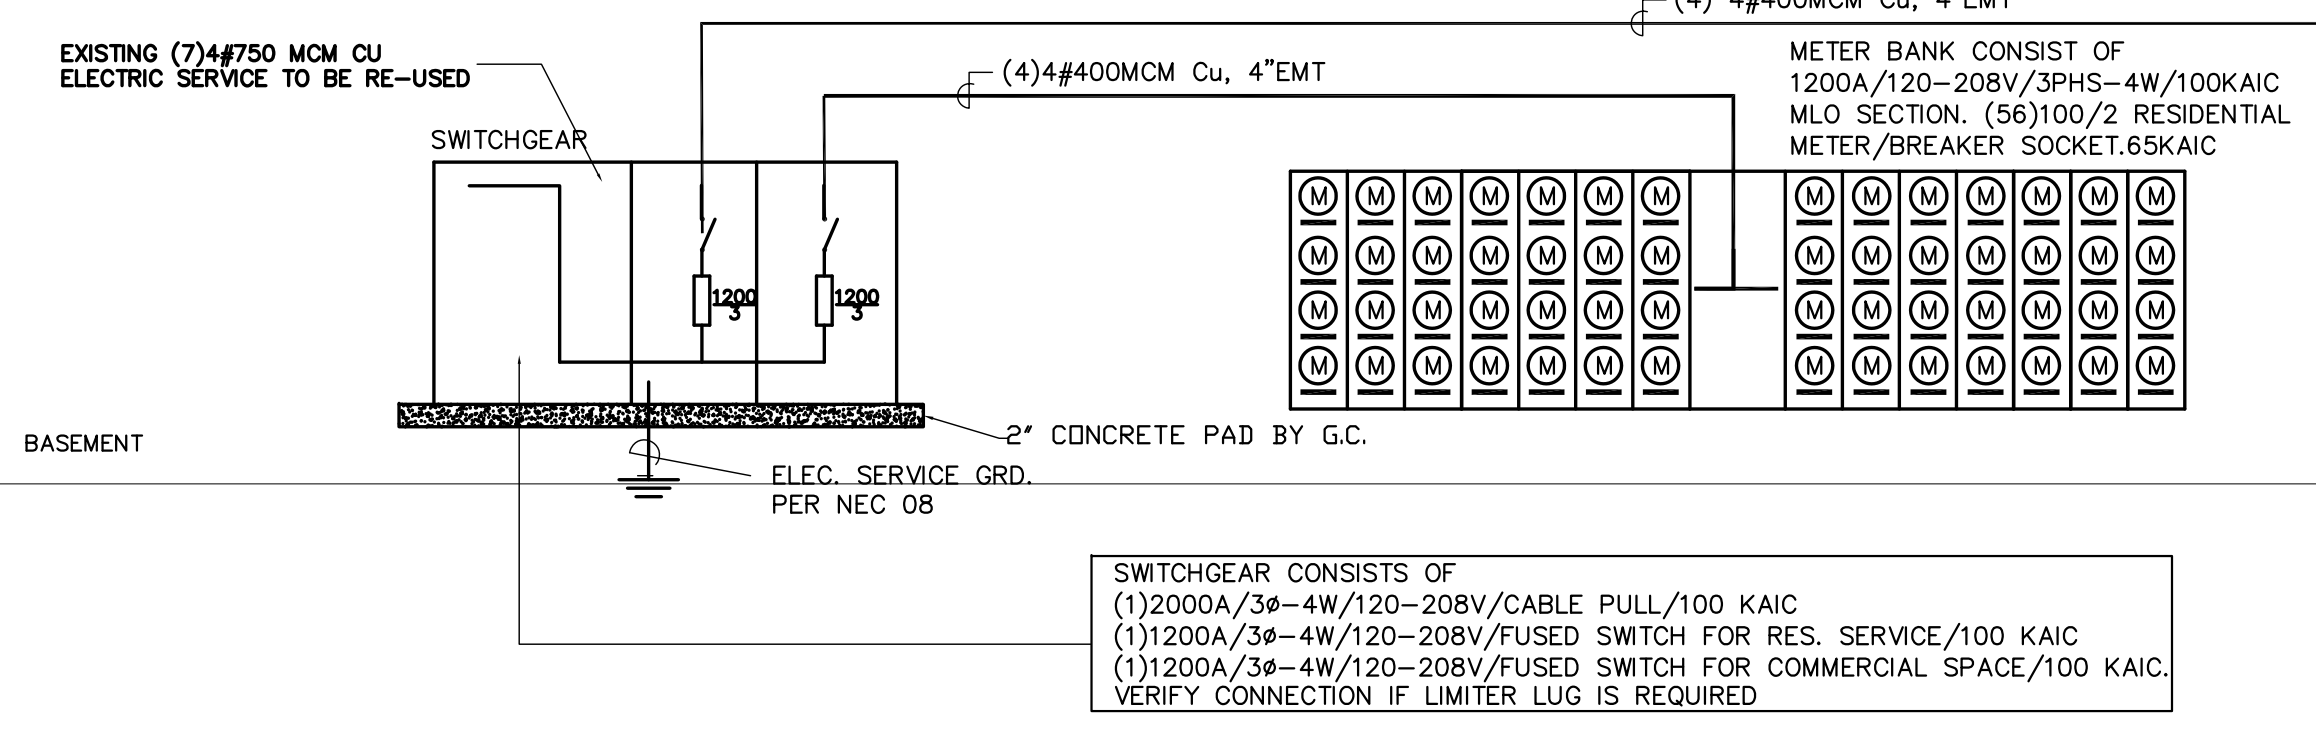 (4) 4#400MCM Cu, 4"EMT
EXISTING (7)4#750 MCM CU
ELECTRIC SERVICE TO BE RE-USED
(4)4#400MCM Cu, 4"EMT
METER BANK CONSIST OF
1200A/120-208V/3PHS-4W/100KAIC
MLO SECTION. (56)100/2 RESIDENTIAL
METER/BREAKER SOCKET.65KAIC
SWITCHGEAR
M M M M M M M M M M M M M M
M M M M M M M M M M M M M M
M M M M M M M M M M M M M M
M M M M M M M M M M M M M M
1200
3
1200
3
2" CONCRETE PAD BY G.C.
BASEMENT
ELEC. SERVICE GRD.
PER NEC 08
SWITCHGEAR CONSISTS OF
(1)2000A/3ø-4W/120-208V/CABLE PULL/100 KAIC
(1)1200A/3ø-4W/120-208V/FUSED SWITCH FOR RES. SERVICE/100 KAIC
(1)1200A/3ø-4W/120-208V/FUSED SWITCH FOR COMMERCIAL SPACE/100 KAIC.
VERIFY CONNECTION IF LIMITER LUG IS REQUIRED